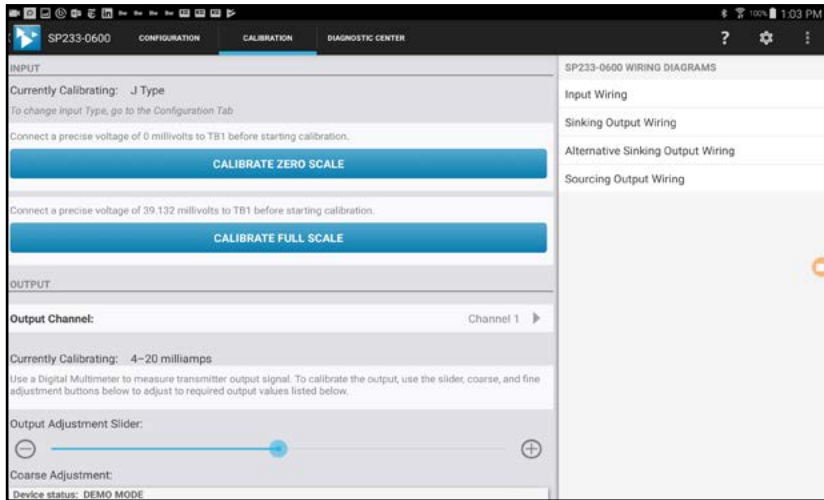 100% 1:03 PM
SP233-0600
CONFIGURATION
CALIBRATION
DIAGNOSTIC CENTER
?
INPUT
Currently Calibrating: J Type
To change Input Type, go to the Configuration Tab
Connect a precise voltage of 0 millivolts to TB1 before starting calibration.
CALIBRATE ZERO SCALE
Connect a precise voltage of 39.132 millivolts to TB1 before starting calibration.
CALIBRATE FULL SCALE
OUTPUT
Output Channel: Channel 1
Currently Calibrating: 4–20 milliamps
Use a Digital Multimeter to measure transmitter output signal. To calibrate the output, use the slider, coarse, and fine
adjustment buttons below to adjust to required output values listed below.
Output Adjustment Slider:
Coarse Adjustment:
Device status: DEMO MODE
SP233-0600 WIRING DIAGRAMS
Input Wiring
Sinking Output Wiring
Alternative Sinking Output Wiring
Sourcing Output Wiring